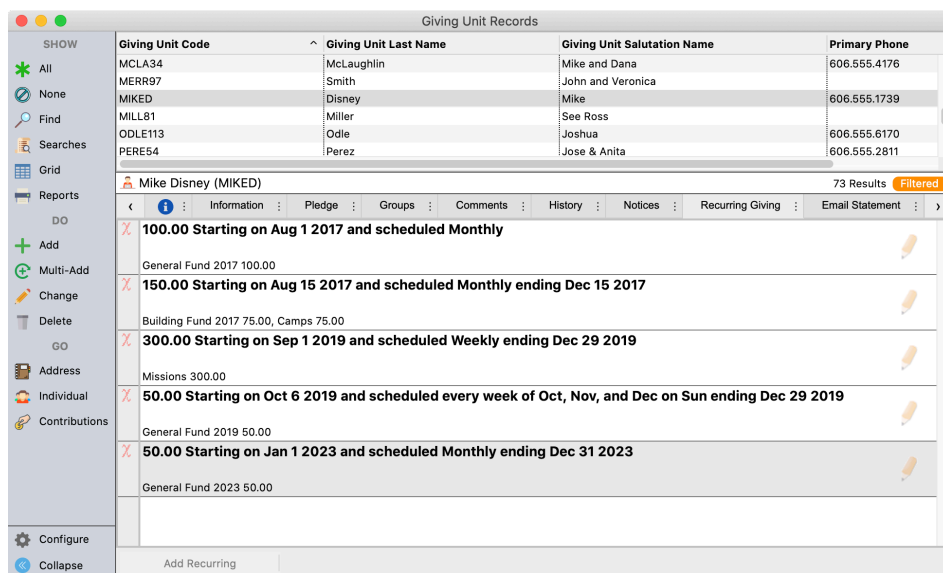 Giving Unit Records
SHOW
All
None
Find
Searches
Grid
Reports
DO
Add
Multi-Add
Change
Delete
GO
Address
Individual
Contributions
Configure
Collapse
Giving Unit Code Giving Unit Last Name Giving Unit Salutation Name Primary Phone
MCLA34 McLaughlin Mike and Dana 606.555.4176
MERR97 Smith John and Veronica
MIKED Disney Mike 606.555.1739
MILL81 Miller See Ross
ODLE113 Odle Joshua 606.555.6170
PERE54 Perez Jose & Anita 606.555.2811
Mike Disney (MIKED) 73 Results Filtered
Information Pledge Groups Comments History Notices Recurring Giving Email Statement
100.00 Starting on Aug 1 2017 and scheduled Monthly
General Fund 2017 100.00
150.00 Starting on Aug 15 2017 and scheduled Monthly ending Dec 15 2017
Building Fund 2017 75.00, Camps 75.00
300.00 Starting on Sep 1 2019 and scheduled Weekly ending Dec 29 2019
Missions 300.00
50.00 Starting on Oct 6 2019 and scheduled every week of Oct, Nov, and Dec on Sun ending Dec 29 2019
General Fund 2019 50.00
50.00 Starting on Jan 1 2023 and scheduled Monthly ending Dec 31 2023
General Fund 2023 50.00
Add Recurring